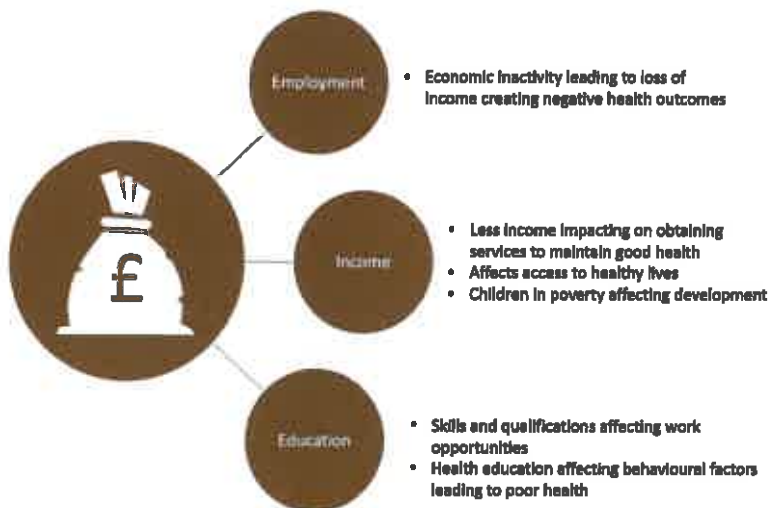 Employment
• Economic inactivity leading to loss of
income creating negative health outcomes
£
Income
• Less income impacting on obtaining
services to maintain good health
• Affects access to healthy lives
• Children in poverty affecting development
Education
• Skills and qualifications affecting work
opportunities
• Health education affecting behavioural factors
leading to poor health